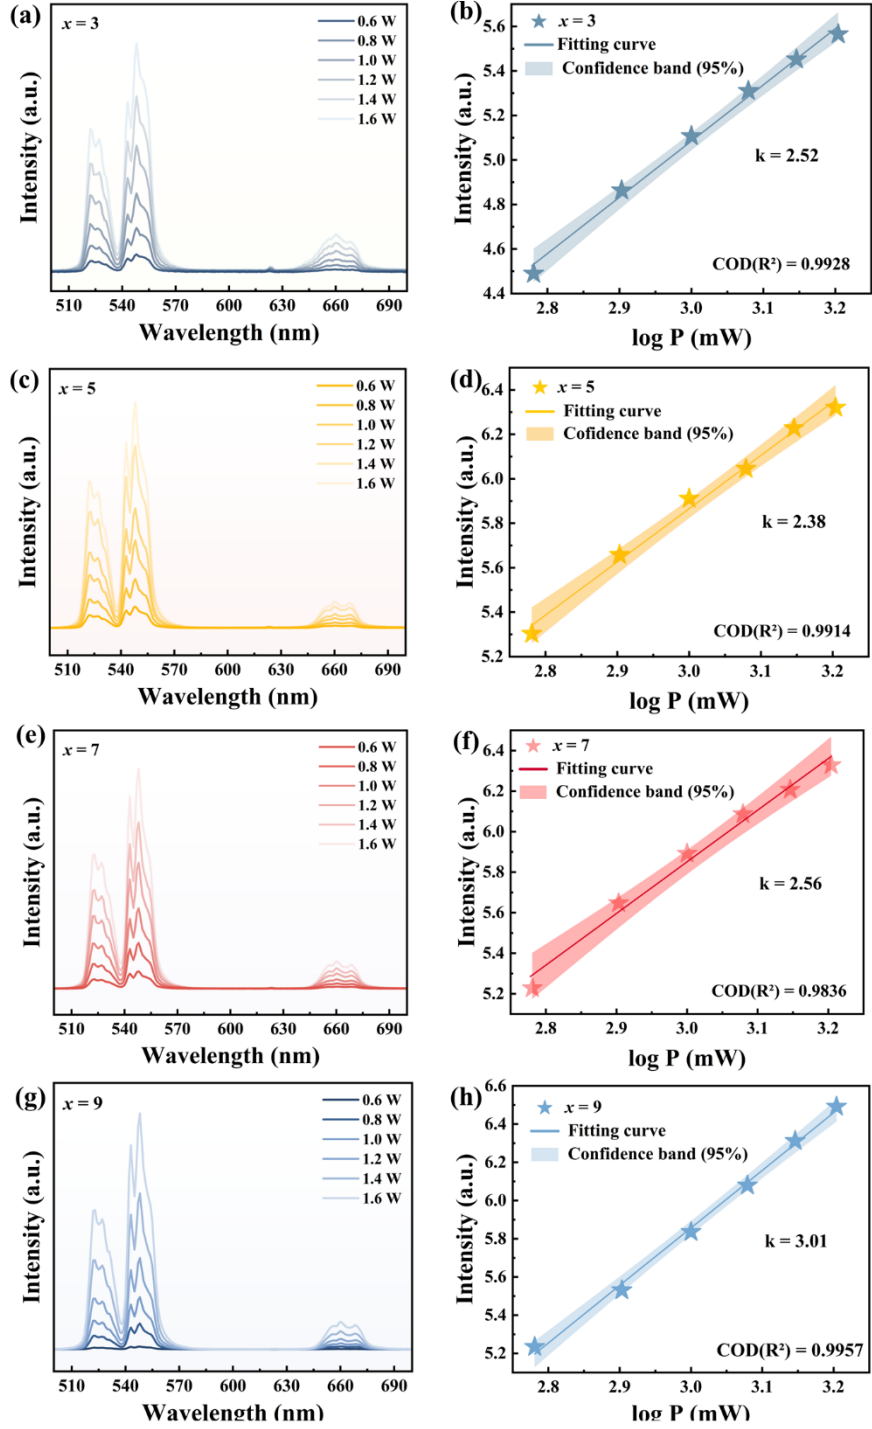 (a)
x = 3
0.6 W
0.8 W
1.0 W
1.2 W
1.4 W
1.6 W
Intensity (a.u.)
510 540 570 600 630 660 690
Wavelength (nm)
(b)
x = 3
Fitting curve
Confidence band (95%)
k = 2.52
COD(R²) = 0.9928
Intensity (a.u.)
5.6
5.4
5.2
5.0
4.8
4.6
4.4
2.8 2.9 3.0 3.1 3.2
log P (mW)
(c)
x = 5
0.6 W
0.8 W
1.0 W
1.2 W
1.4 W
1.6 W
Intensity (a.u.)
510 540 570 600 630 660 690
Wavelength (nm)
(d)
x = 5
Fitting curve
Cofidence band (95%)
k = 2.38
COD(R²) = 0.9914
Intensity (a.u.)
6.4
6.2
6.0
5.8
5.6
5.4
5.2
2.8 2.9 3.0 3.1 3.2
log P (mW)
(e)
x = 7
0.6 W
0.8 W
1.0 W
1.2 W
1.4 W
1.6 W
Intensity (a.u.)
510 540 570 600 630 660 690
Wavelength (nm)
(f)
x = 7
Fitting curve
Confidence band (95%)
k = 2.56
COD(R²) = 0.9836
Intensity (a.u.)
6.4
6.2
6.0
5.8
5.6
5.4
5.2
2.8 2.9 3.0 3.1 3.2
log P (mW)
(g)
x = 9
0.6 W
0.8 W
1.0 W
1.2 W
1.4 W
1.6 W
Intensity (a.u.)
510 540 570 600 630 660 690
Wavelength (nm)
(h)
x = 9
Fitting curve
Confidence band (95%)
k = 3.01
COD(R²) = 0.9957
Intensity (a.u.)
6.6
6.4
6.2
6.0
5.8
5.6
5.4
5.2
2.8 2.9 3.0 3.1 3.2
log P (mW)